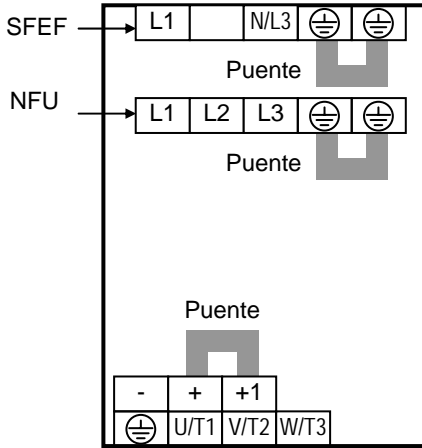 SFEF L1 N/L3
Puente
NFU L1 L2 L3
Puente
Puente
- + +1
U/T1 V/T2 W/T3